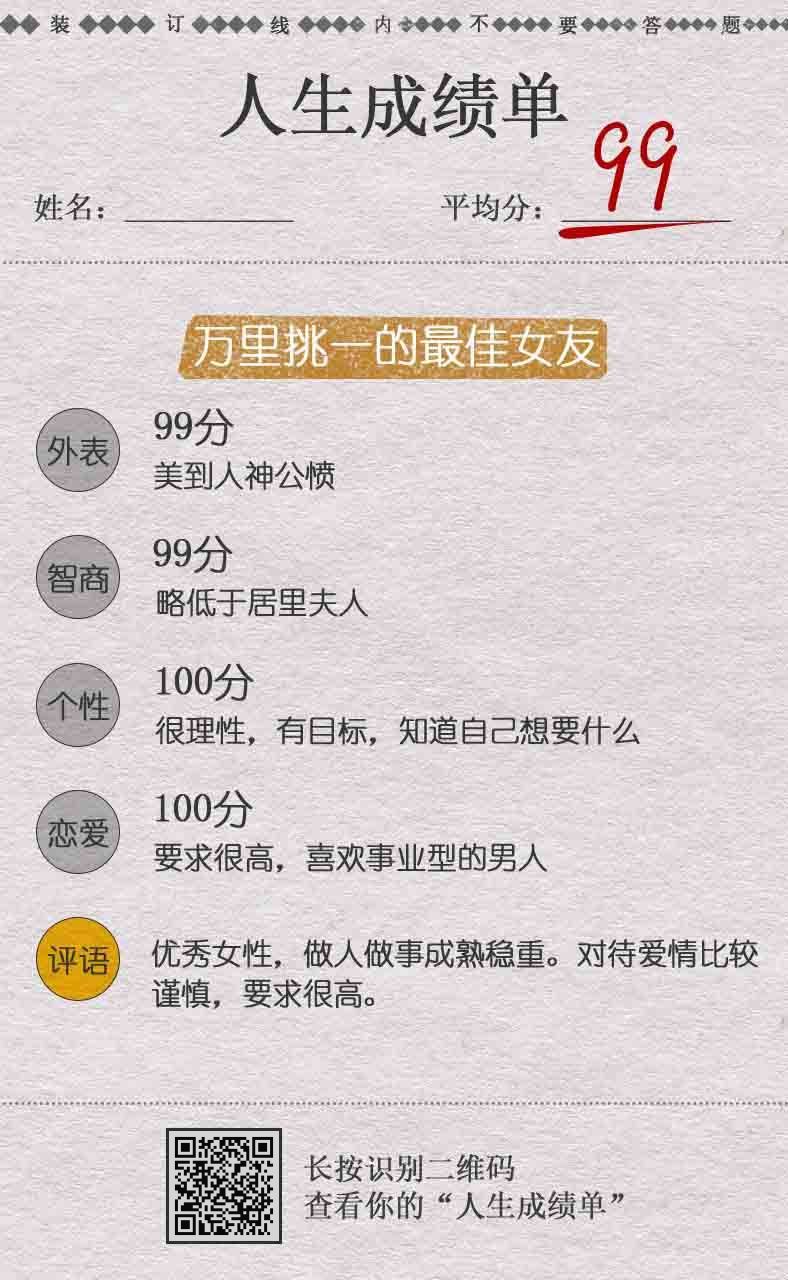 装订线内不要答题
人生成绩单
姓名：
平均分：99
万里挑一的最佳女友
外表
99分
美到人神公愤
智商
99分
略低于居里夫人
个性
100分
很理性，有目标，知道自己想要什么
恋爱
100分
要求很高，喜欢事业型的男人
评语
优秀女性，做人做事成熟稳重。对待爱情比较
谨慎，要求很高。
长按识别二维码
查看你的“人生成绩单”